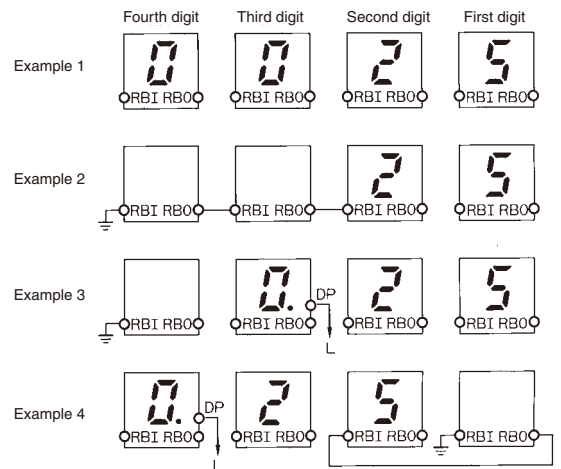 Fourth digit Third digit Second digit First digit
Example 1 0 0 2 5
RBI RBO RBI RBO RBI RBO RBI RBO
Example 2 2 5
RBI RBO RBI RBO RBI RBO RBI RBO
Example 3 0. DP 2 5
RBI RBO RBI RBO RBI RBO RBI RBO
L
Example 4 0. DP 2 5
RBI RBO RBI RBO RBI RBO RBI RBO
L